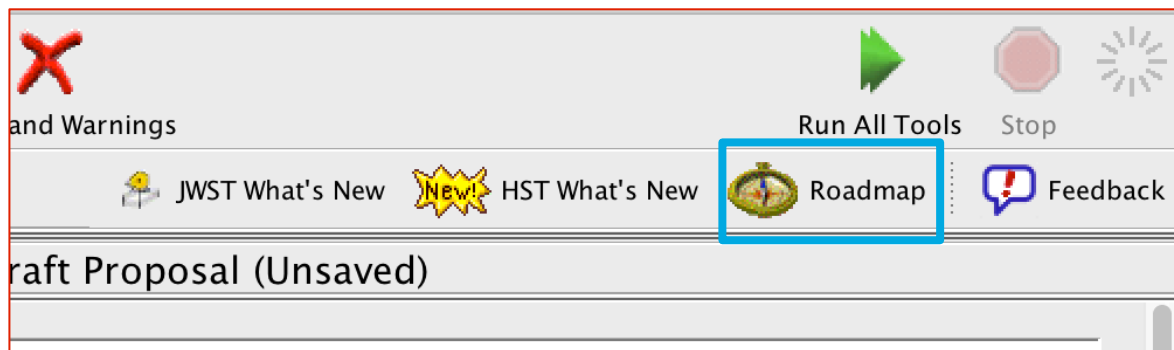 and Warnings Run All Tools Stop
JWST What's New New! HST What's New Roadmap ! Feedback
raft Proposal (Unsaved)